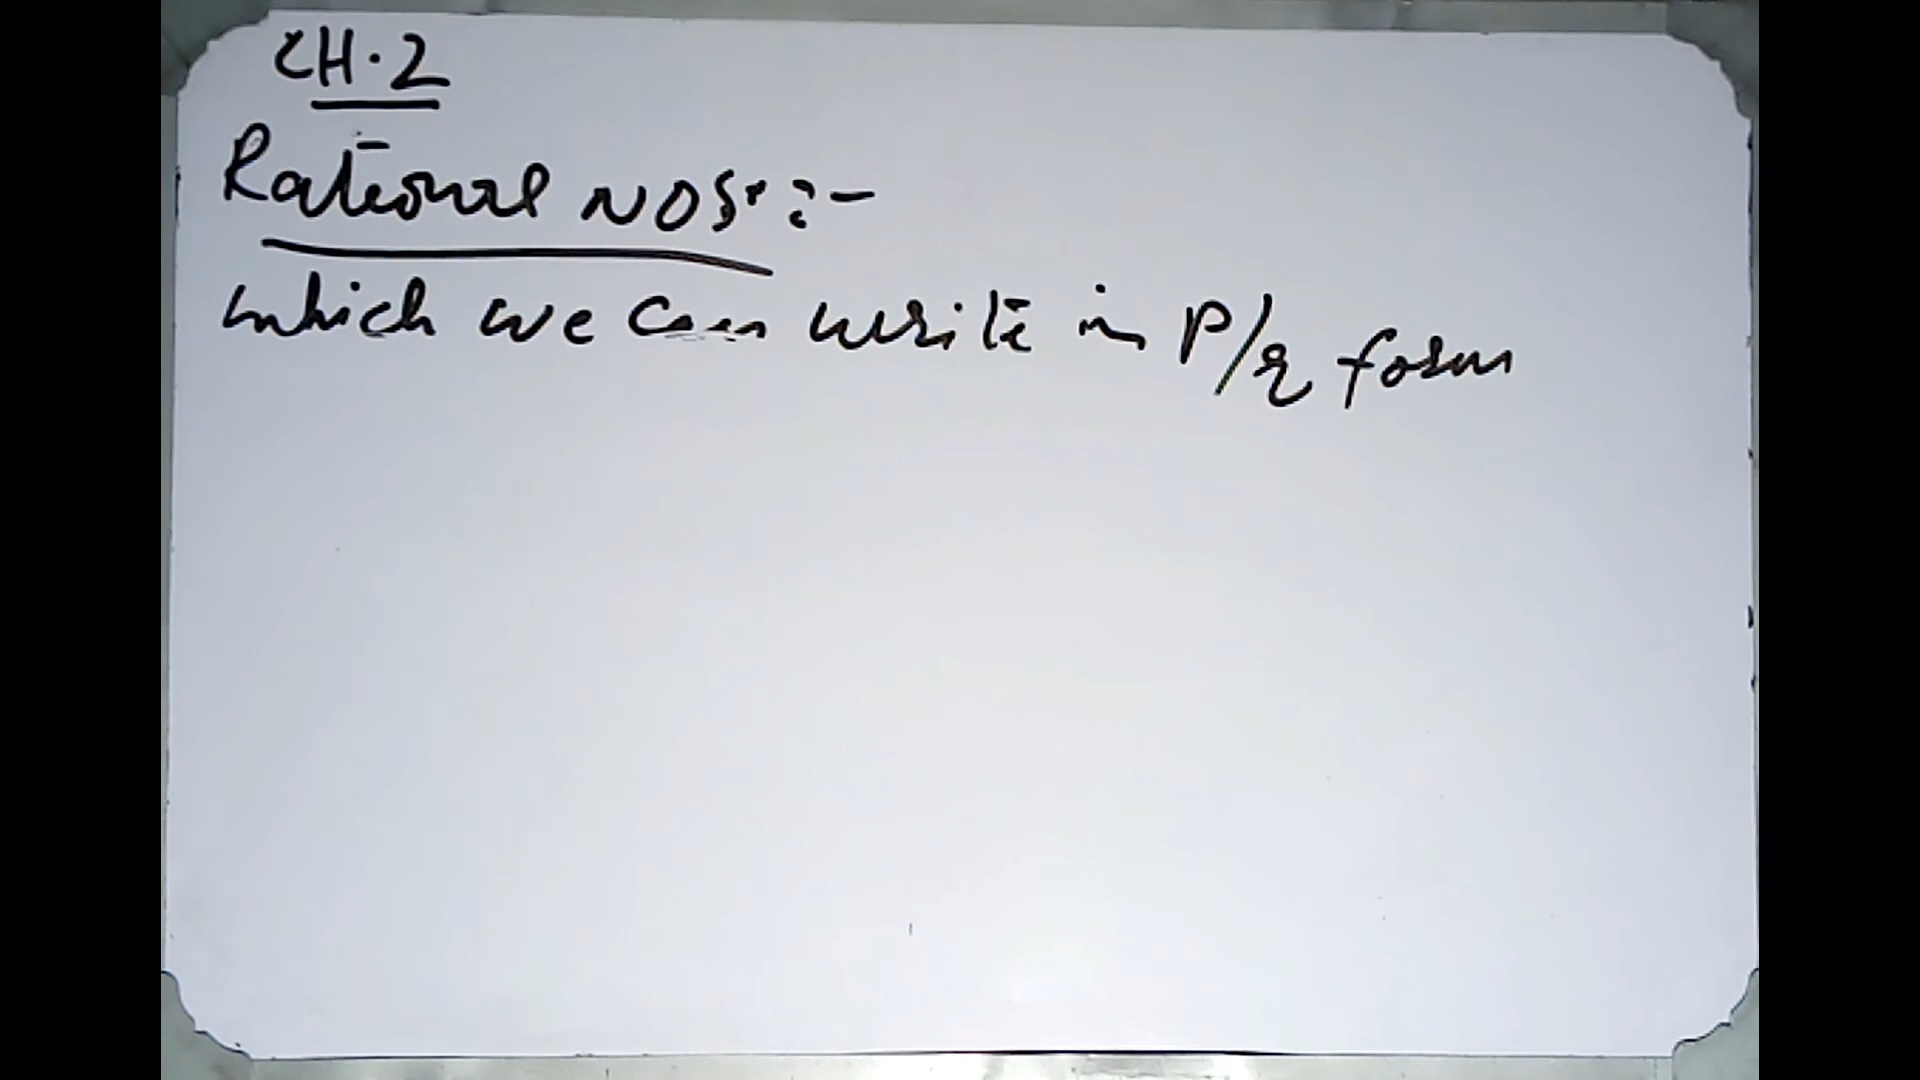 CH.2
Rational NOS. :-
which we can write in P/q form